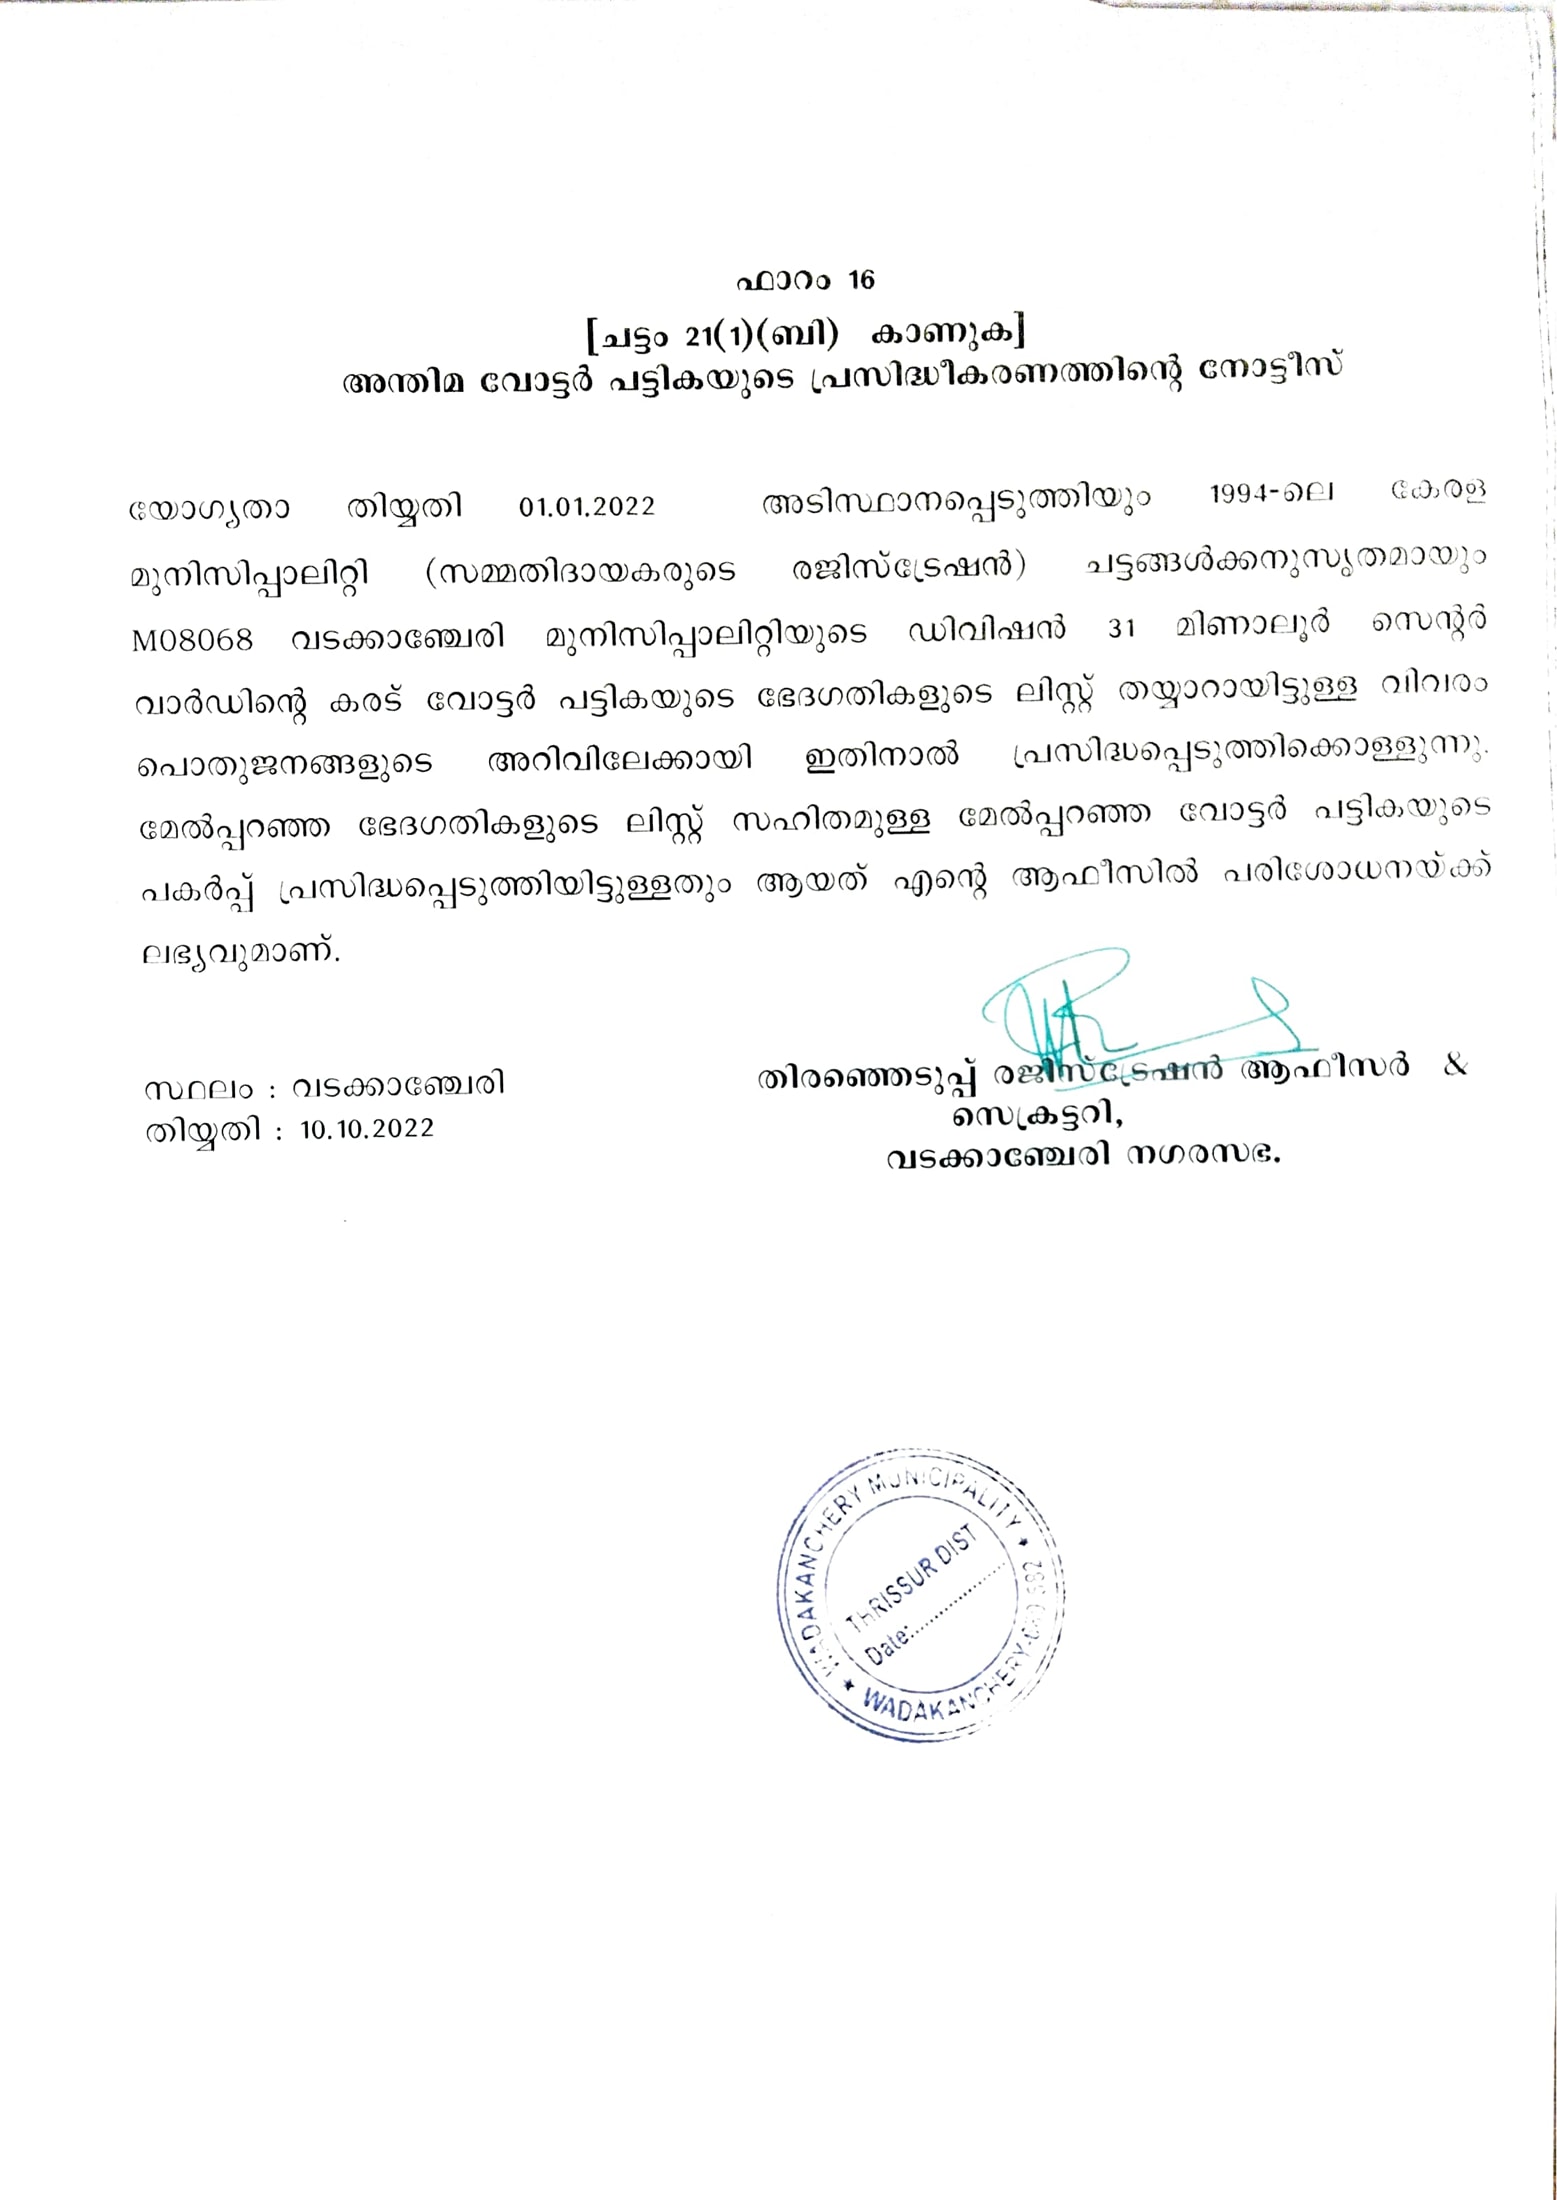 ഫാറം 16
[ചട്ടം 21(1)(ബി) കാണുക]
അന്തിമ വോട്ടർ പട്ടികയുടെ പ്രസിദ്ധീകരണത്തിന്റെ നോട്ടീസ്
യോഗ്യതാ തിയ്യതി 01.01.2022 അടിസ്ഥാനപ്പെടുത്തിയും 1994-ലെ കേരള
മുനിസിപ്പാലിറ്റി (സമ്മതിദായകരുടെ രജിസ്ട്രേഷൻ) ചട്ടങ്ങൾക്കനുസൃതമായും
M08068 വടക്കാഞ്ചേരി മുനിസിപ്പാലിറ്റിയുടെ ഡിവിഷൻ 31 മിണാലൂർ സെന്റർ
വാർഡിന്റെ കരട് വോട്ടർ പട്ടികയുടെ ഭേദഗതികളുടെ ലിസ്റ്റ് തയ്യാറായിട്ടുള്ള വിവരം
പൊതുജനങ്ങളുടെ അറിവിലേക്കായി ഇതിനാൽ പ്രസിദ്ധപ്പെടുത്തിക്കൊള്ളുന്നു.
മേൽപ്പറഞ്ഞ ഭേദഗതികളുടെ ലിസ്റ്റ് സഹിതമുള്ള മേൽപ്പറഞ്ഞ വോട്ടർ പട്ടികയുടെ
പകർപ്പ് പ്രസിദ്ധപ്പെടുത്തിയിട്ടുള്ളതും ആയത് എന്റെ ആഫീസിൽ പരിശോധനയ്ക്ക്
ലഭ്യവുമാണ്.
സ്ഥലം : വടക്കാഞ്ചേരി
തിയ്യതി : 10.10.2022
തിരഞ്ഞെടുപ്പ് രജിസ്ട്രേഷൻ ആഫീസർ &
സെക്രട്ടറി,
വടക്കാഞ്ചേരി നഗരസഭ.
WADAKANCHERY MUNICIPALITY
THRISSUR DIST
Date:....................
WADAKANCHERY-680 582